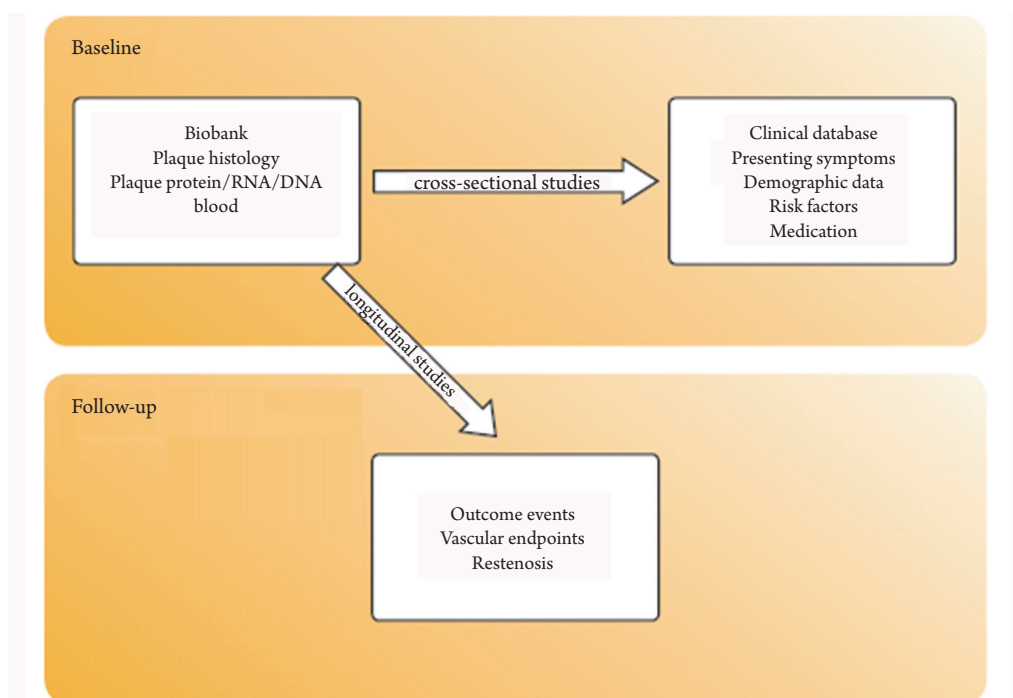 Baseline
Biobank
Plaque histology
Plaque protein/RNA/DNA
blood
cross-sectional studies
Clinical database
Presenting symptoms
Demographic data
Risk factors
Medication
longitudinal studies
Follow-up
Outcome events
Vascular endpoints
Restenosis